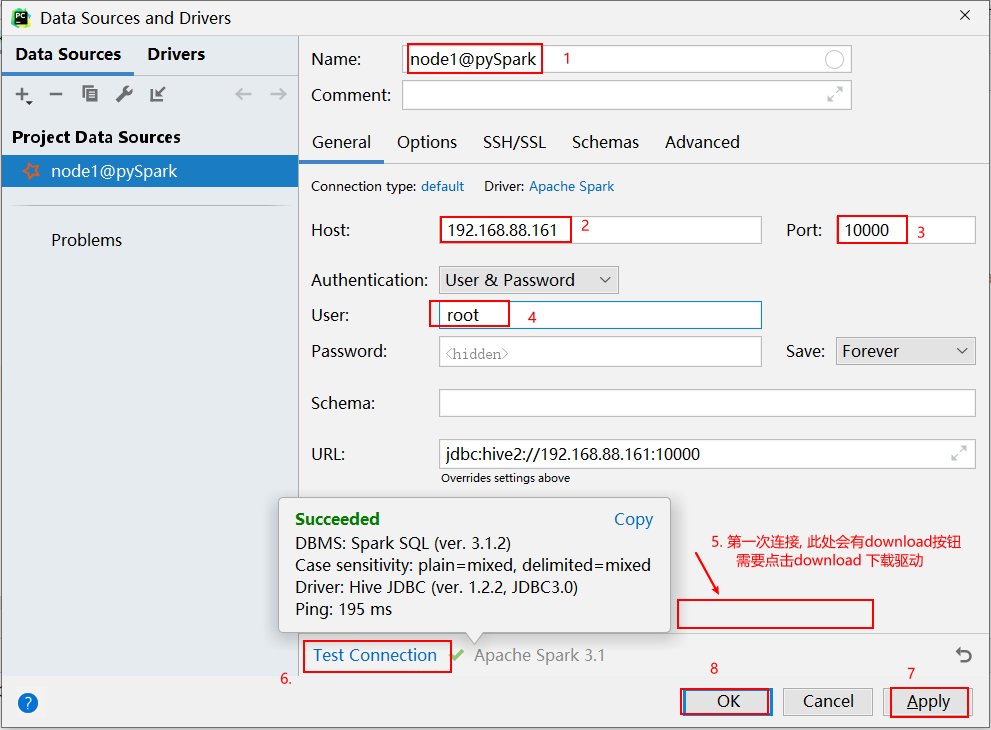 PC Data Sources and Drivers
Data Sources Drivers
Project Data Sources
node1@pySpark
Problems
Name: node1@pySpark 1
Comment:
General Options SSH/SSL Schemas Advanced
Connection type: default Driver: Apache Spark
Host: 192.168.88.161 2 Port: 10000 3
Authentication: User & Password
User: root 4
Password: <hidden> Save: Forever
Schema:
URL: jdbc:hive2://192.168.88.161:10000
Overrides settings above
Succeeded Copy
DBMS: Spark SQL (ver. 3.1.2)
Case sensitivity: plain=mixed, delimited=mixed
Driver: Hive JDBC (ver. 1.2.2, JDBC3.0)
Ping: 195 ms
5. 第一次连接, 此处会有download按钮
需要点击download 下载驱动
6. Test Connection Apache Spark 3.1
8 7
? OK Cancel Apply